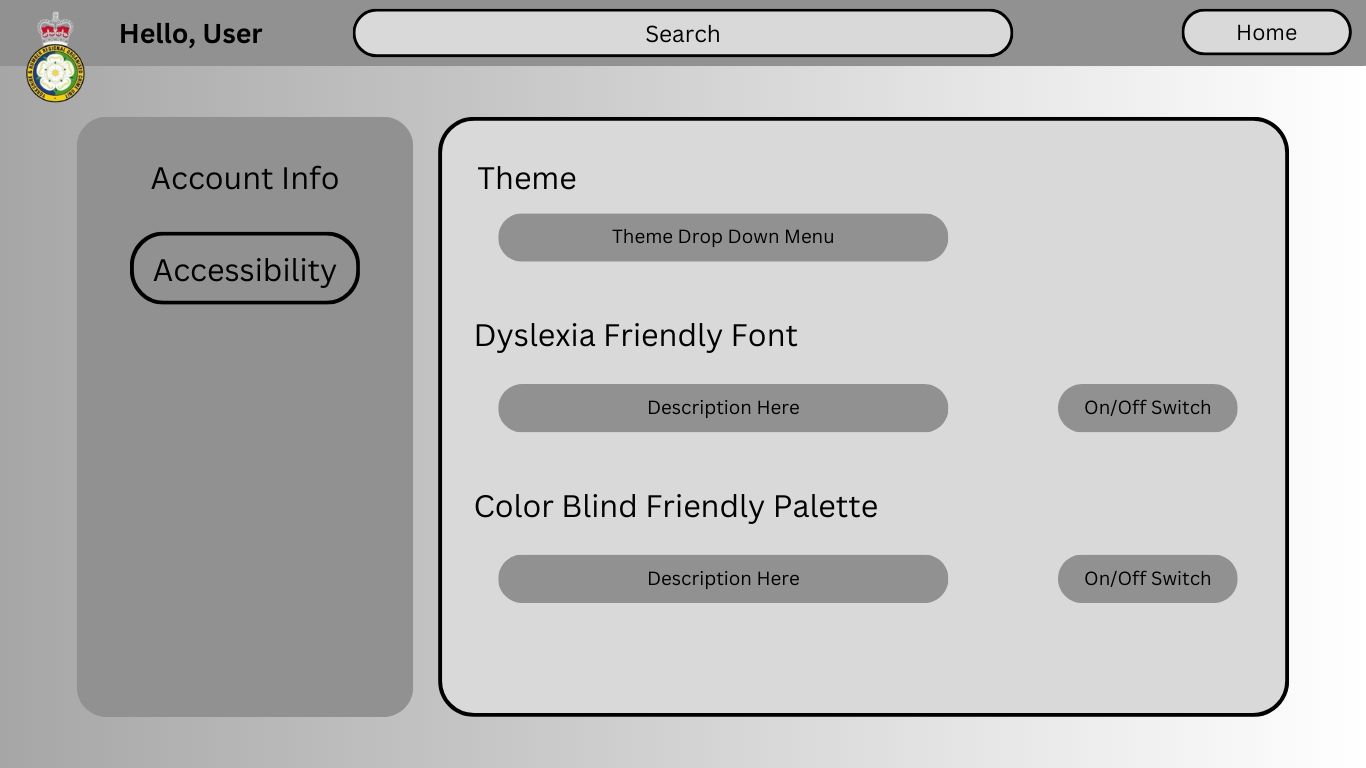 Hello, User
Search
Home
Account Info
Accessibility
Theme
Theme Drop Down Menu
Dyslexia Friendly Font
Description Here
On/Off Switch
Color Blind Friendly Palette
Description Here
On/Off Switch